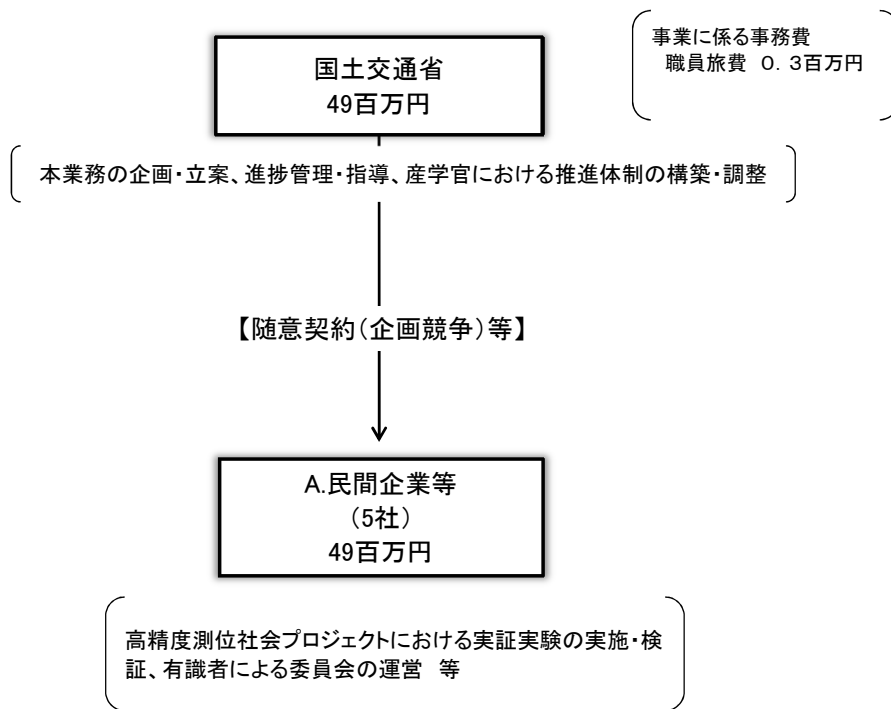 国土交通省
49百万円
事業に係る事務費
職員旅費　０．３百万円
本業務の企画・立案、進捗管理・指導、産学官における推進体制の構築・調整
【随意契約（企画競争）等】
A.民間企業等
（5社）
49百万円
高精度測位社会プロジェクトにおける実証実験の実施・検
証、有識者による委員会の運営　等